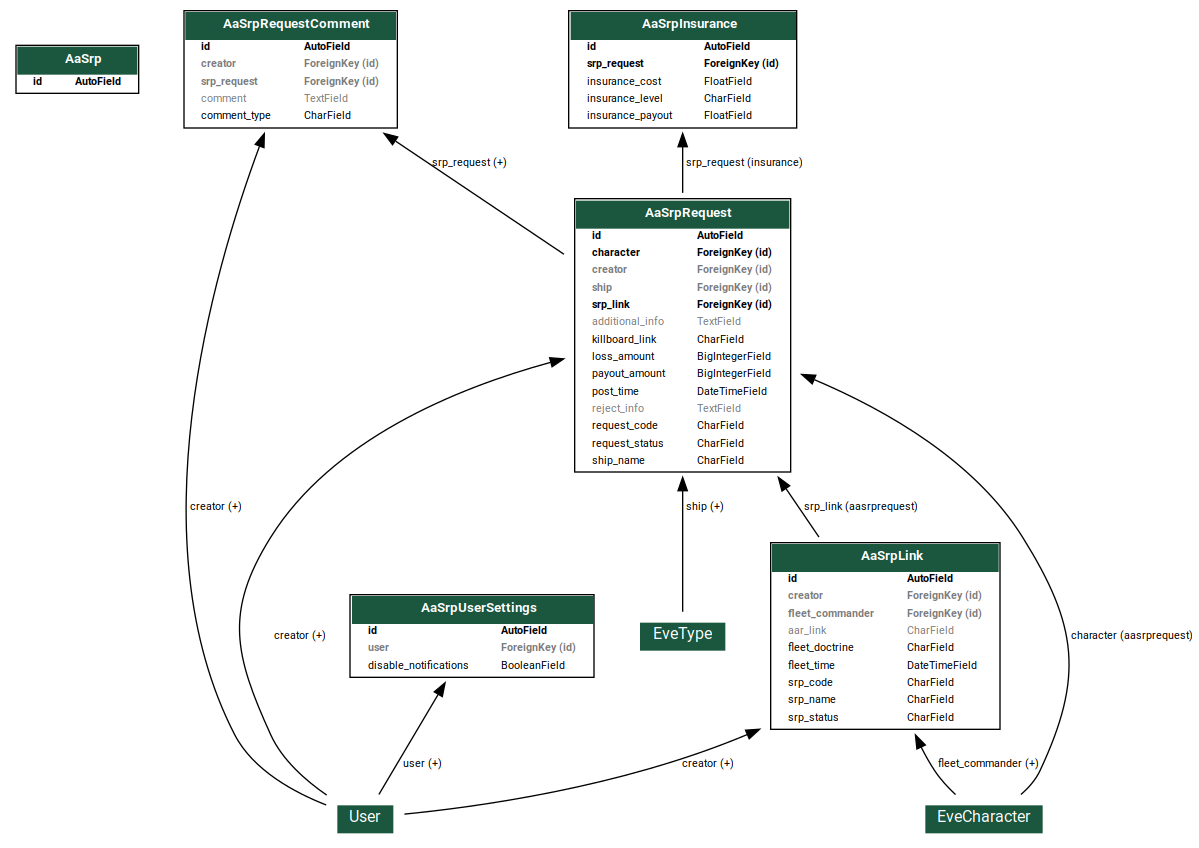 AaSrp
id AutoField
AaSrpRequestComment
id AutoField
creator ForeignKey (id)
srp_request ForeignKey (id)
comment TextField
comment_type CharField
AaSrpInsurance
id AutoField
srp_request ForeignKey (id)
insurance_cost FloatField
insurance_level CharField
insurance_payout FloatField
srp_request (+)
srp_request (insurance)
AaSrpRequest
id AutoField
character ForeignKey (id)
creator ForeignKey (id)
ship ForeignKey (id)
srp_link ForeignKey (id)
additional_info TextField
killboard_link CharField
loss_amount BigIntegerField
payout_amount BigIntegerField
post_time DateTimeField
reject_info TextField
request_code CharField
request_status CharField
ship_name CharField
creator (+)
ship (+)
srp_link (aasrprequest)
AaSrpLink
id AutoField
creator ForeignKey (id)
fleet_commander ForeignKey (id)
aar_link CharField
fleet_doctrine CharField
fleet_time DateTimeField
srp_code CharField
srp_name CharField
srp_status CharField
creator (+)
AaSrpUserSettings
id AutoField
user ForeignKey (id)
disable_notifications BooleanField
EveType
character (aasrprequest)
user (+)
creator (+)
fleet_commander (+)
User
EveCharacter